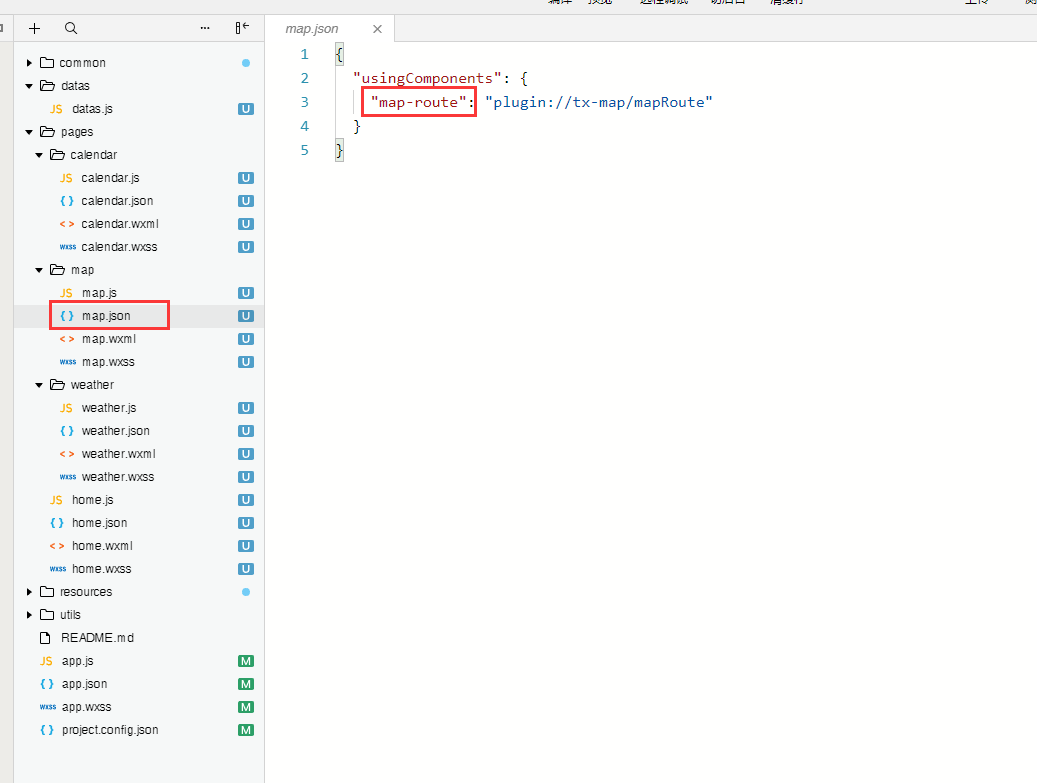 map.json
common
datas
JS datas.js U
pages
calendar
JS calendar.js U
{ } calendar.json U
< > calendar.wxml U
wxss calendar.wxss U
map
JS map.js U
{ } map.json U
< > map.wxml U
wxss map.wxss U
weather
JS weather.js U
{ } weather.json U
< > weather.wxml U
wxss weather.wxss U
JS home.js U
{ } home.json U
< > home.wxml U
wxss home.wxss U
resources
utils
README.md
JS app.js M
{ } app.json M
wxss app.wxss M
{ } project.config.json M
1 {
2 "usingComponents": {
3 "map-route": "plugin://tx-map/mapRoute"
4 }
5 }